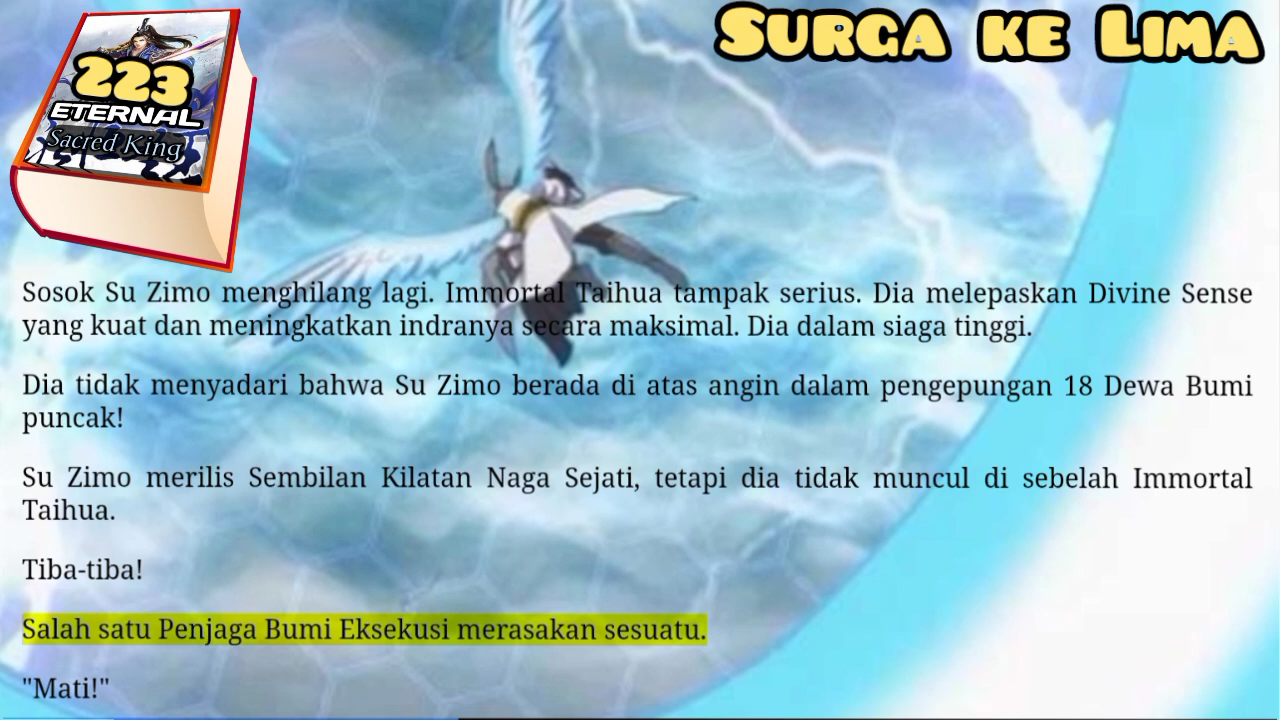 Surga ke Lima
223
ETERNAL
Sacred King
Sosok Su Zimo menghilang lagi. Immortal Taihua tampak serius. Dia melepaskan Divine Sense
yang kuat dan meningkatkan indranya secara maksimal. Dia dalam siaga tinggi.
Dia tidak menyadari bahwa Su Zimo berada di atas angin dalam pengepungan 18 Dewa Bumi
puncak!
Su Zimo merilis Sembilan Kilatan Naga Sejati, tetapi dia tidak muncul di sebelah Immortal
Taihua.
Tiba-tiba!
Salah satu Penjaga Bumi Eksekusi merasakan sesuatu.
"Mati!"